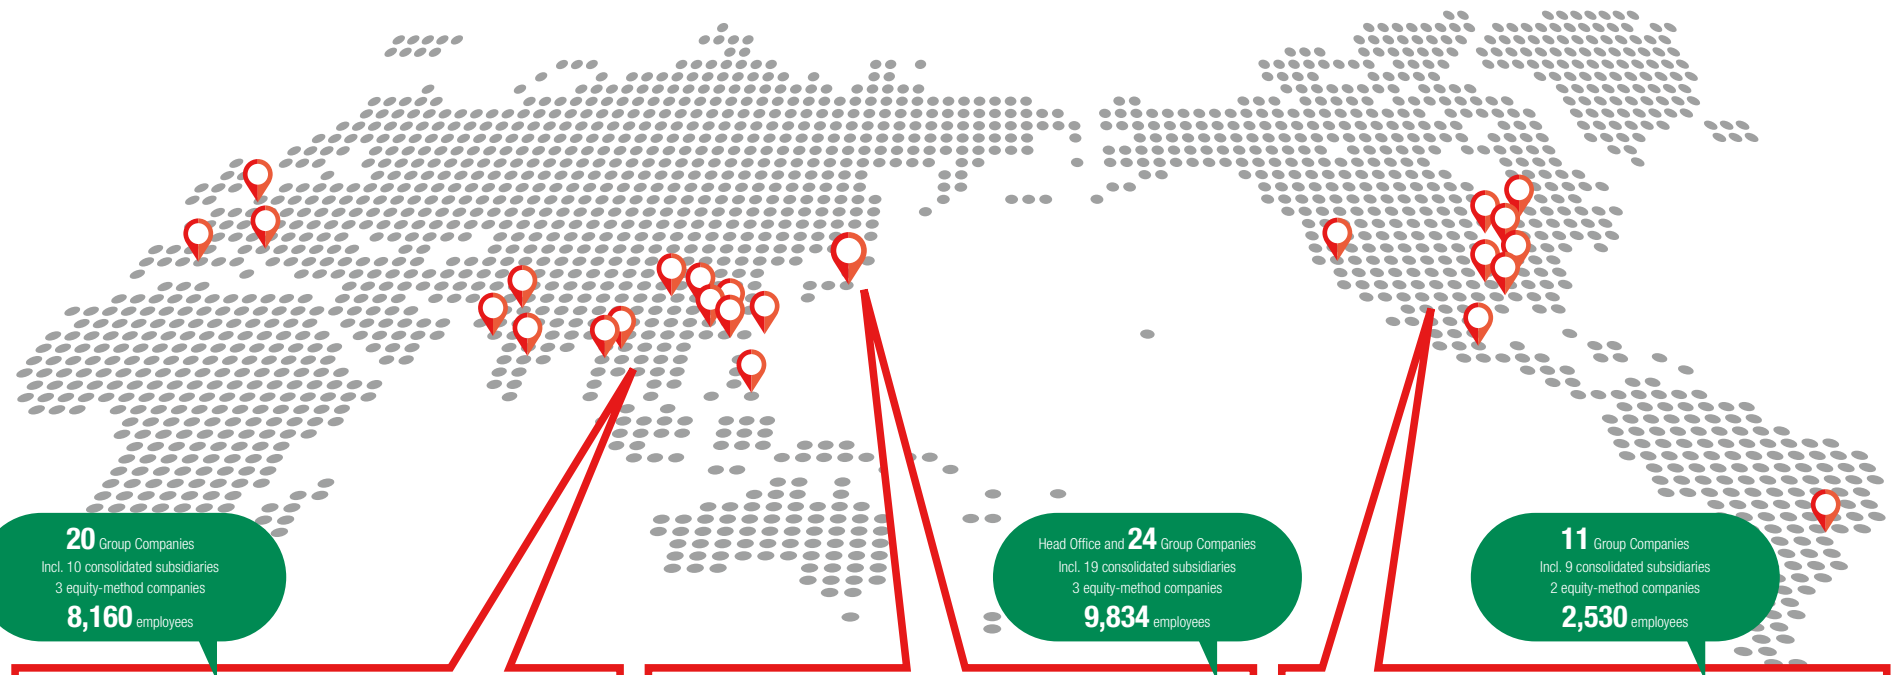 20 Group Companies
Incl. 10 consolidated subsidiaries
3 equity-method companies
8,160 employees
Head Office and 24 Group Companies
Incl. 19 consolidated subsidiaries
3 equity-method companies
9,834 employees
11 Group Companies
Incl. 9 consolidated subsidiaries
2 equity-method companies
2,530 employees